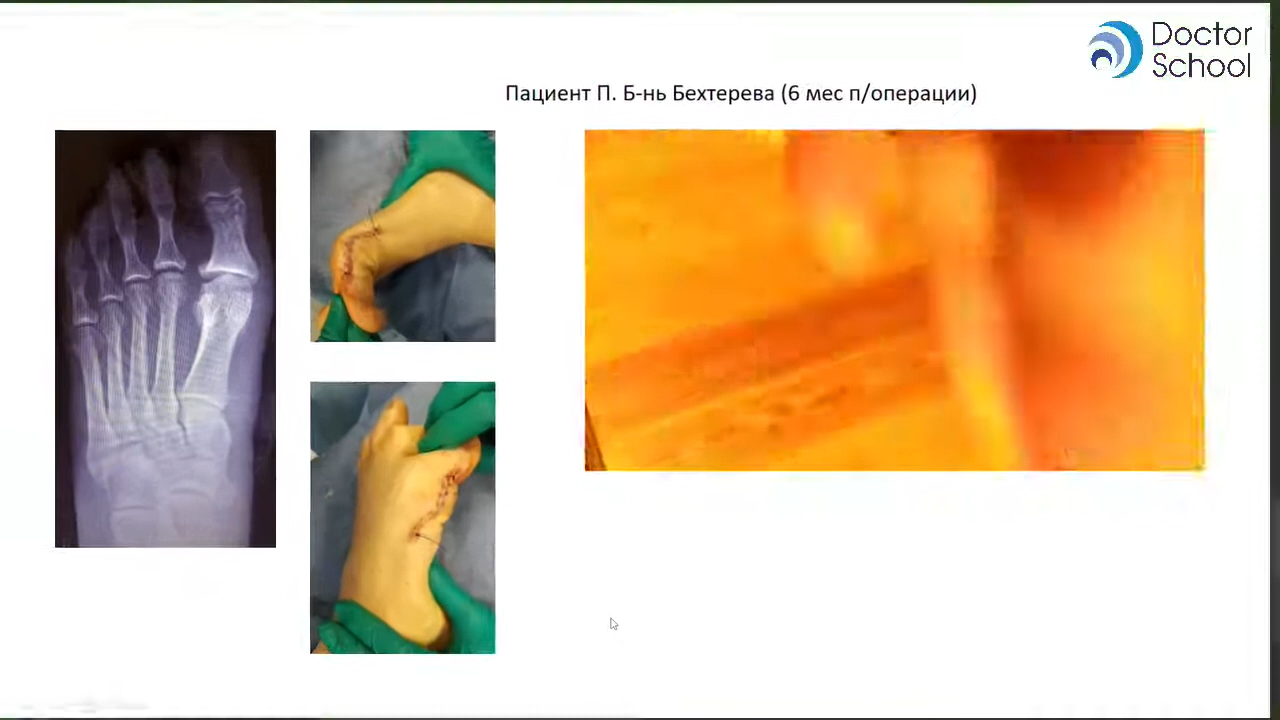 Doctor
School
Пациент П. Б-нь Бехтерева (6 мес п/операции)